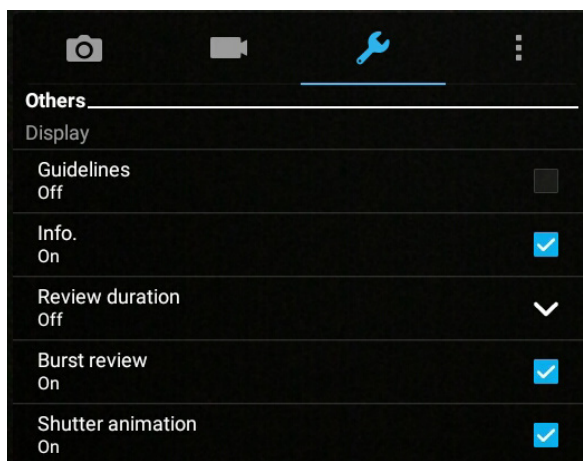 Others
Display
Guidelines
Off
Info.
On
Review duration
Off
Burst review
On
Shutter animation
On